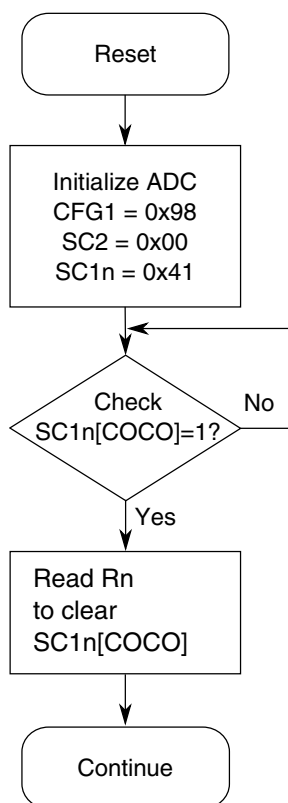 Reset
Initialize ADC
CFG1 = 0x98
SC2 = 0x00
SC1n = 0x41
Check
SC1n[COCO]=1?
No
Yes
Read Rn
to clear
SC1n[COCO]
Continue